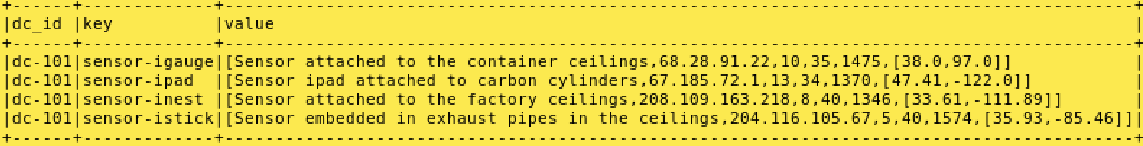 +------+--------------+-------------------------------------------------------------------------------------------+
|dc_id |key           |value                                                                                      |
+------+--------------+-------------------------------------------------------------------------------------------+
|dc-101|sensor-igauge|[Sensor attached to the container ceilings,68.28.91.22,10,35,1475,[38.0,97.0]]            |
|dc-101|sensor-ipad  |[Sensor ipad attached to carbon cylinders,67.185.72.1,13,34,1370,[47.41,-122.0]]          |
|dc-101|sensor-inest |[Sensor attached to the factory ceilings,208.109.163.218,8,40,1346,[33.61,-111.89]]       |
|dc-101|sensor-istick|[Sensor embedded in exhaust pipes in the ceilings,204.116.105.67,5,40,1574,[35.93,-85.46]]|
+------+--------------+-------------------------------------------------------------------------------------------+